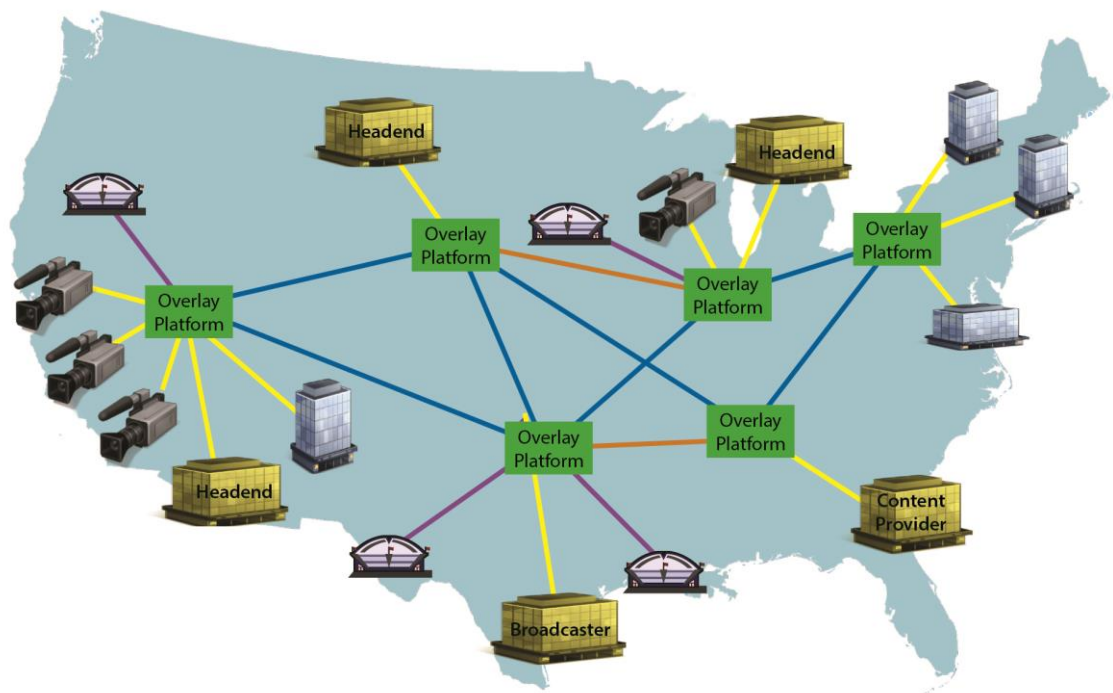 Headend
Headend
Overlay
Platform
Overlay
Platform
Overlay
Platform
Overlay
Platform
Overlay
Platform
Overlay
Platform
Headend
Content
Provider
Broadcaster